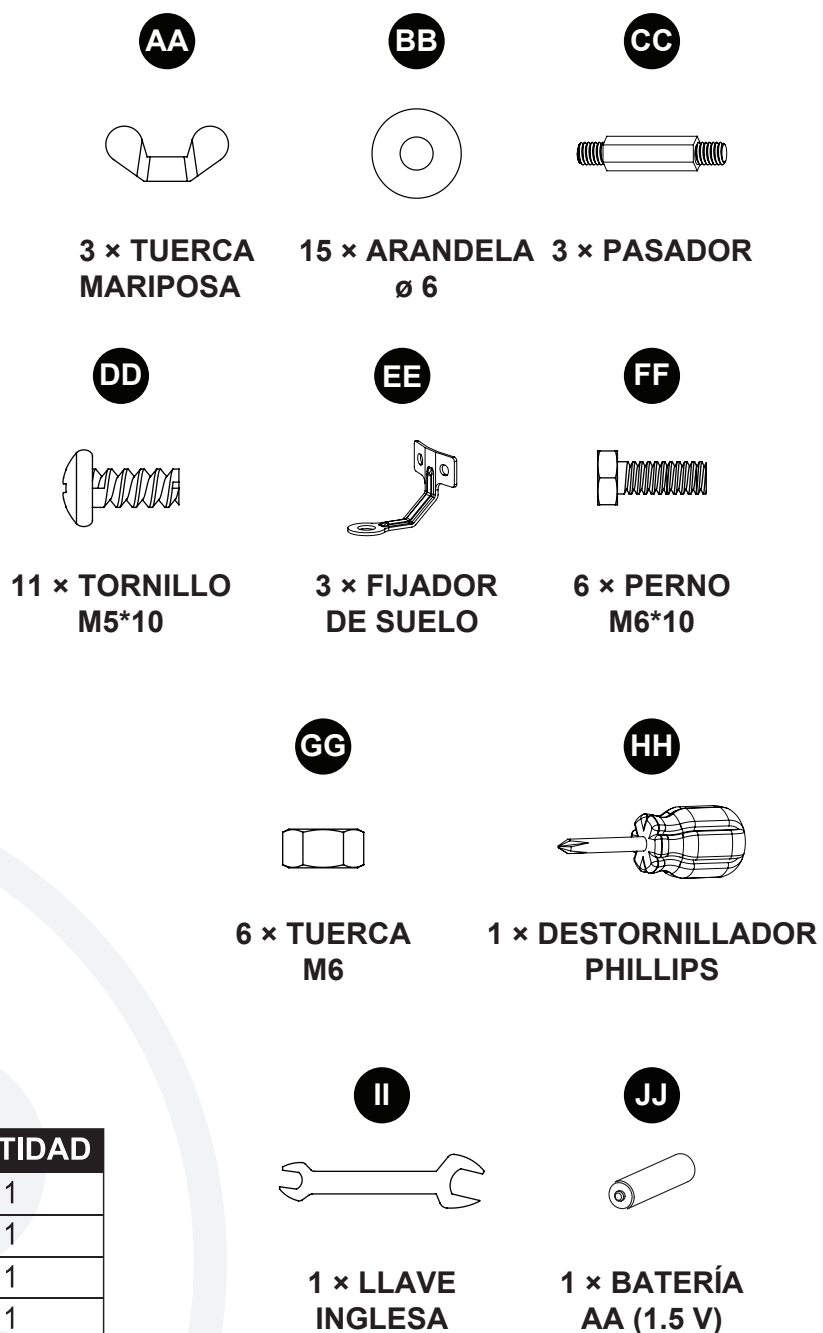 AA
BB
CC
3 × TUERCA
MARIPOSA
15 × ARANDELA
ø 6
3 × PASADOR
DD
EE
FF
11 × TORNILLO
M5*10
3 × FIJADOR
DE SUELO
6 × PERNO
M6*10
GG
HH
6 × TUERCA
M6
1 × DESTORNILLADOR
PHILLIPS
II
JJ
1 × LLAVE
INGLESA
1 × BATERÍA
AA (1.5 V)
TIDAD
1
1
1
1